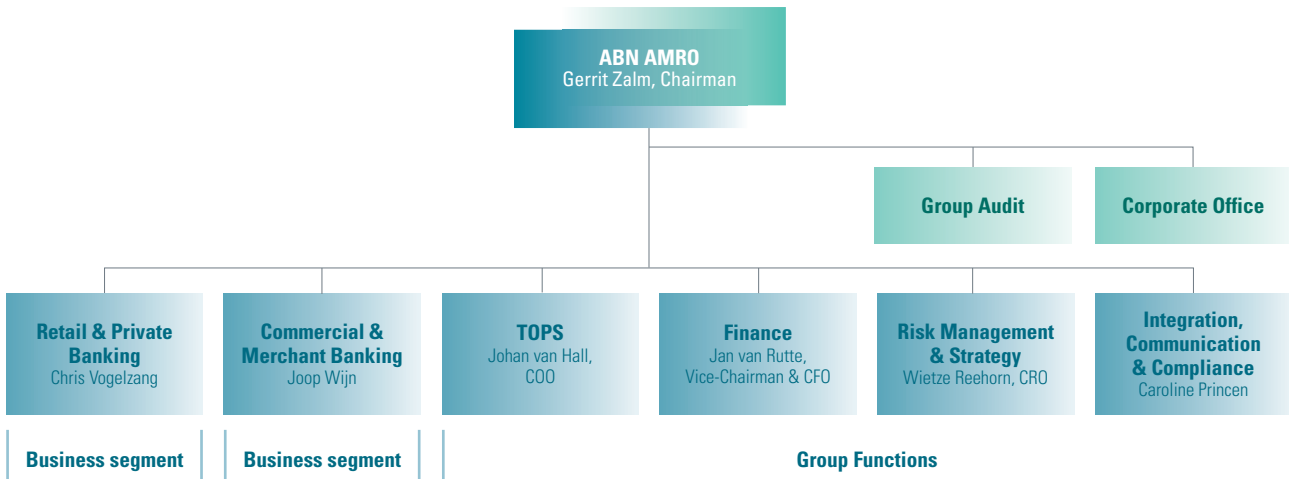 ABN AMRO
Gerrit Zalm, Chairman
Group Audit
Corporate Office
Retail & Private
Banking
Chris Vogelzang
Commercial &
Merchant Banking
Joop Wijn
TOPS
Johan van Hall,
COO
Finance
Jan van Rutte,
Vice-Chairman & CFO
Risk Management
& Strategy
Wietze Reehorn, CRO
Integration,
Communication
& Compliance
Caroline Princen
Business segment
Business segment
Group Functions